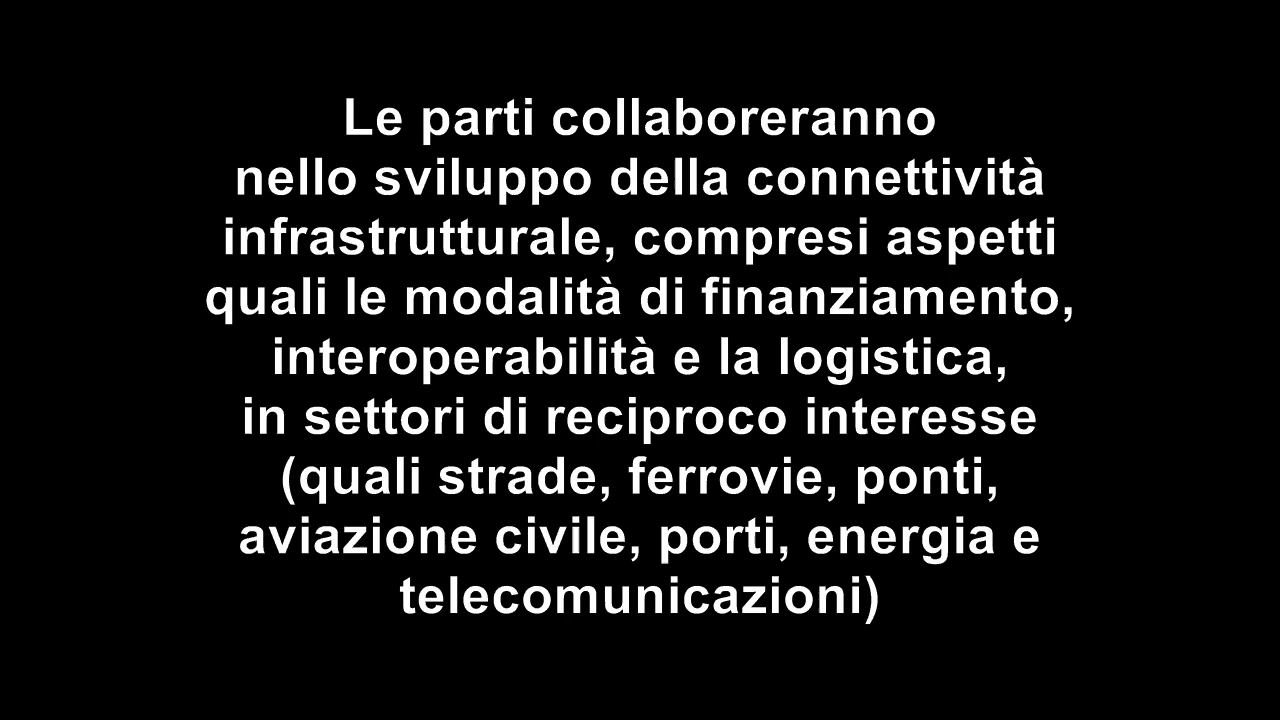 Le parti collaboreranno
nello sviluppo della connettività
infrastrutturale, compresi aspetti
quali le modalità di finanziamento,
interoperabilità e la logistica,
in settori di reciproco interesse
(quali strade, ferrovie, ponti,
aviazione civile, porti, energia e
telecomunicazioni)